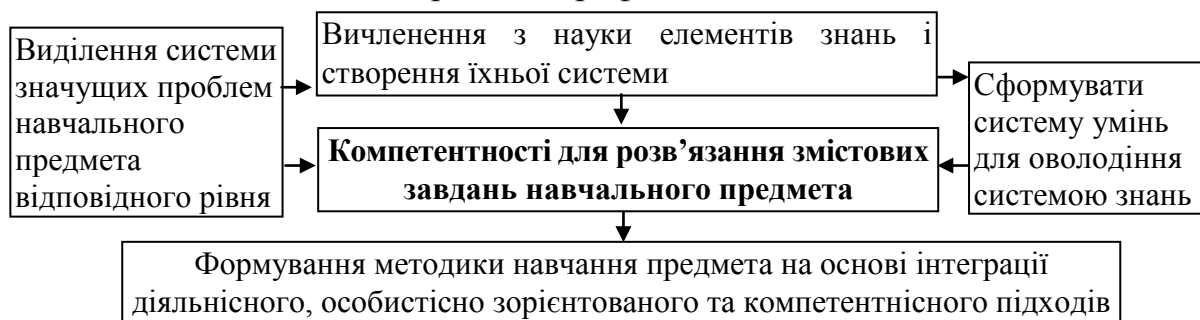 Виділення системи
значущих проблем
навчального
предмета
відповідного рівня
Вичленення з науки елементів знань і
створення їхньої системи
Сформувати
систему умінь
для оволодіння
системою знань
Компетентності для розв’язання змістових
завдань навчального предмета
Формування методики навчання предмета на основі інтеграції
діяльнісного, особистісно зорієнтованого та компетентнісного підходів